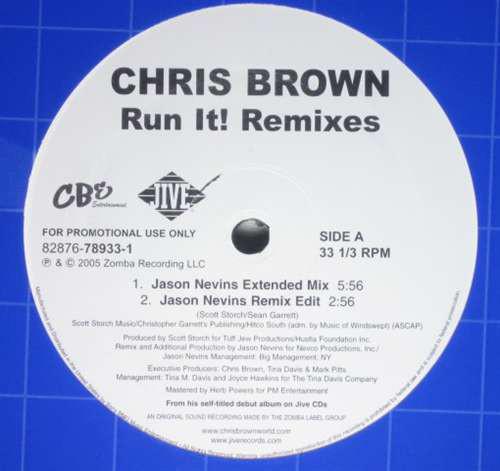 CHRIS BROWN
Run It! Remixes
CBE
Entertainment
JIVE
FOR PROMOTIONAL USE ONLY
82876-78933-1
℗ & © 2005 Zomba Recording LLC
SIDE A
33 1/3 RPM
1. Jason Nevins Extended Mix 5:56
2. Jason Nevins Remix Edit 2:56
(Scott Storch/Sean Garrett)
Scott Storch Music/Christopher Garrett's Publishing/Hitco South (adm. by Music of Windswept) (ASCAP)
Produced by Scott Storch for Tuff Jew Productions/Hustla Foundation Inc.
Remix and Additional Production by Jason Nevins for Nevco Productions, Inc./
Jason Nevins Management: Big Management, NY
Executive Producers: Chris Brown, Tina Davis & Mark Pitts
Management: Tina M. Davis and Joyce Hawkins for The Tina Davis Company
Mastered by Herb Powers for PM Entertainment
From his self-titled debut album on Jive CDs
AN ORIGINAL SOUND RECORDING MADE BY THE ZOMBA LABEL GROUP
www.chrisbrownworld.com
www.jiverecords.com